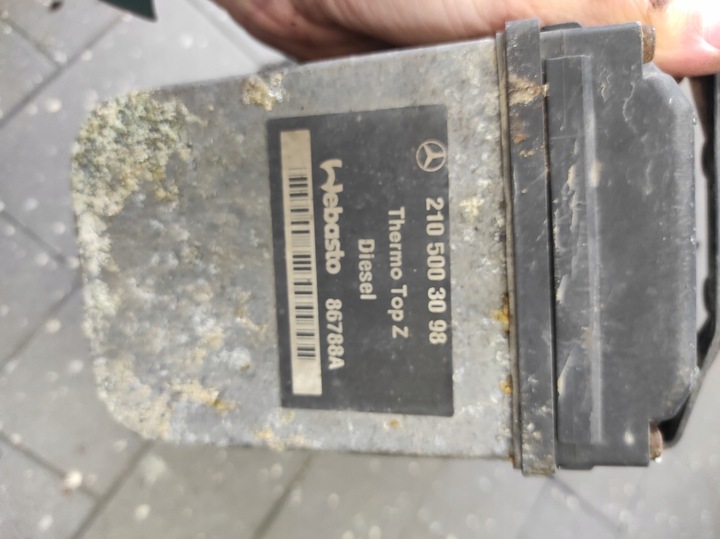 210 500 30 98
Thermo Top Z
Diesel
Webasto 86788A